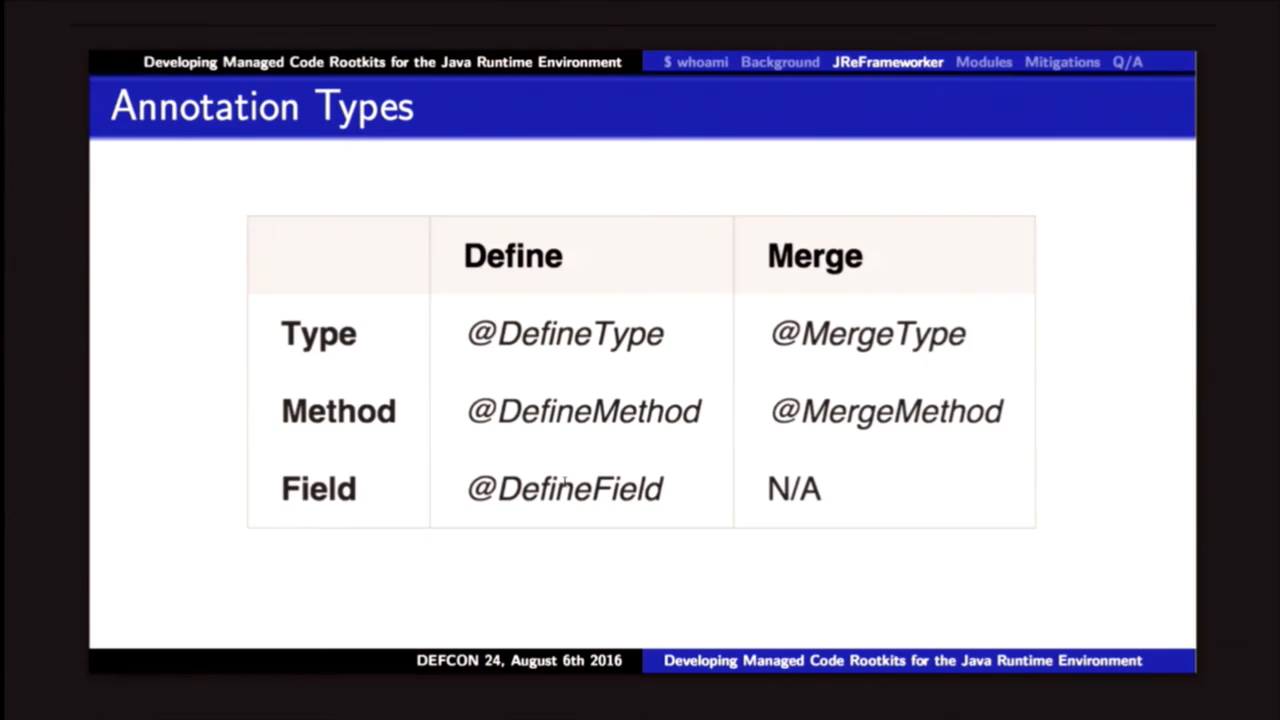 Developing Managed Code Rootkits for the Java Runtime Environment
$ whoami Background JReFrameworker Modules Mitigations Q/A
Annotation Types
Define Merge
Type @DefineType @MergeType
Method @DefineMethod @MergeMethod
Field @DefineField N/A
DEFCON 24, August 6th 2016
Developing Managed Code Rootkits for the Java Runtime Environment